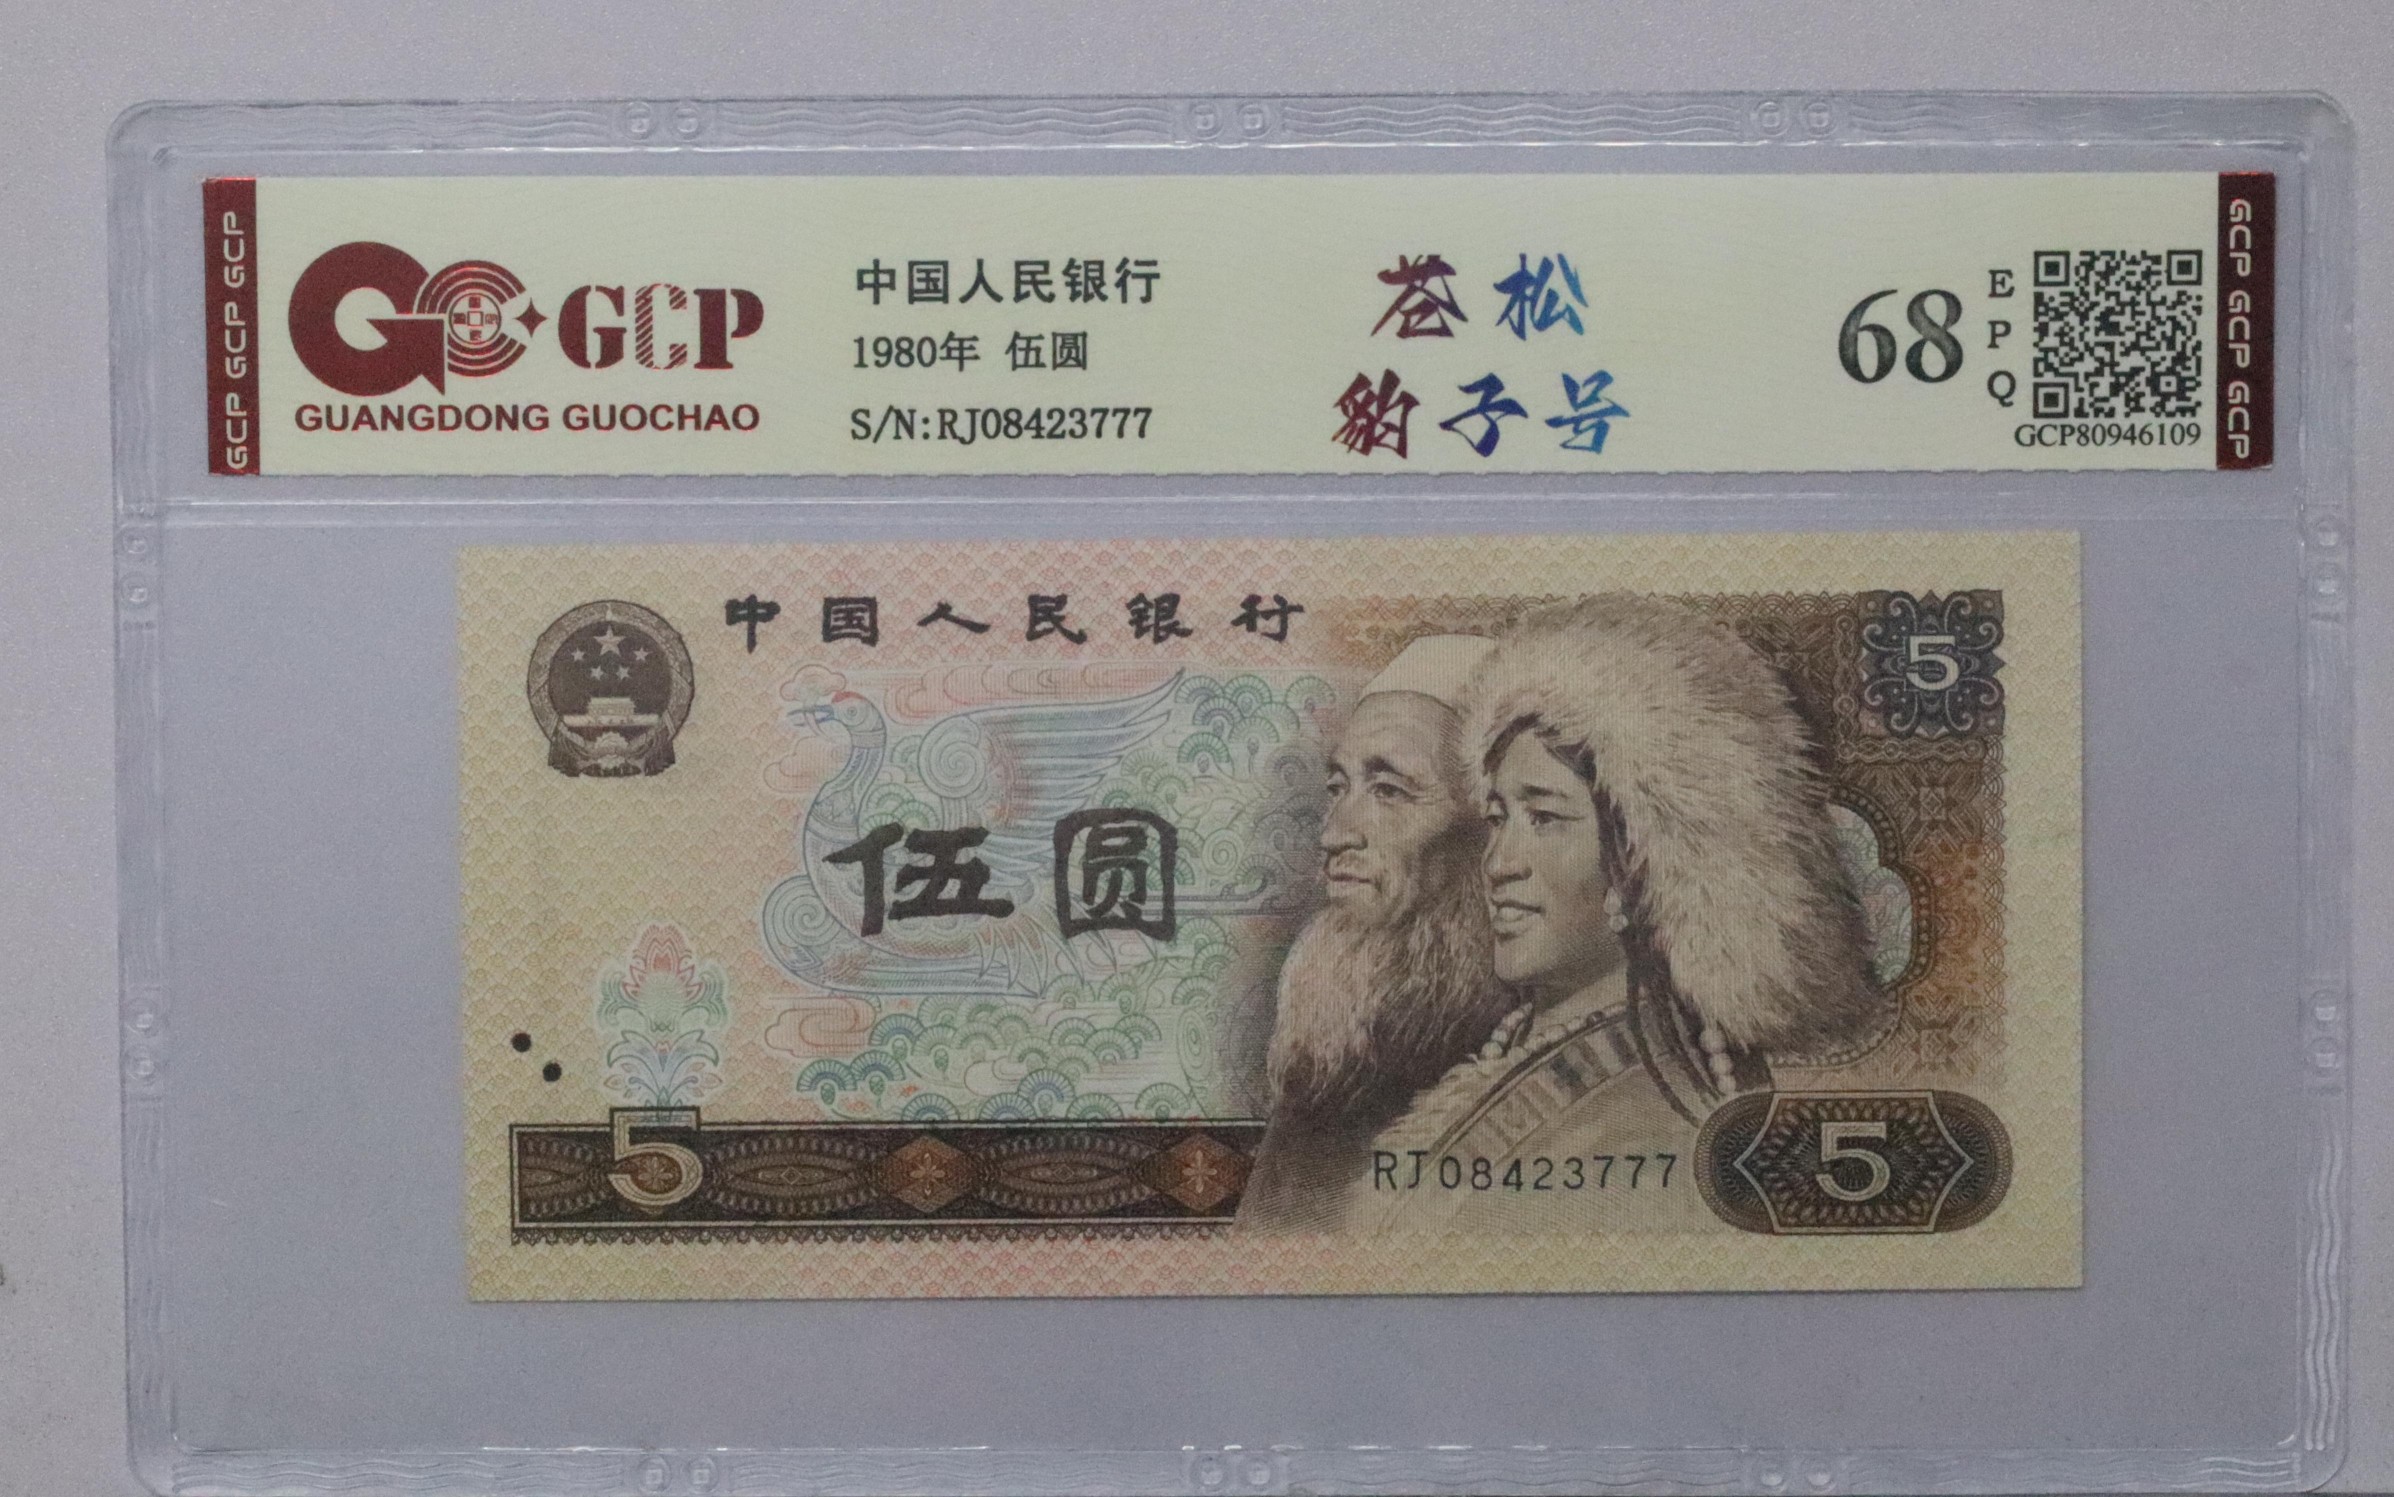 GCP GCP GCP
GCP
GUANGDONG GUOCHAO
中国人民银行
1980年 伍圆
S/N:RJ08423777
苍松
豹子号
68
E
P
Q
GCP80946109
GCP GCP GCP
中国人民银行
5
伍圆
5
RJ08423777
5